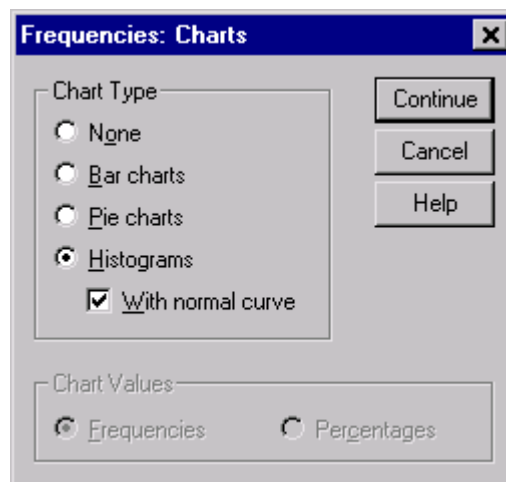 Frequencies: Charts
Chart Type
None
Bar charts
Pie charts
Histograms
With normal curve
Continue
Cancel
Help
Chart Values
Frequencies
Percentages